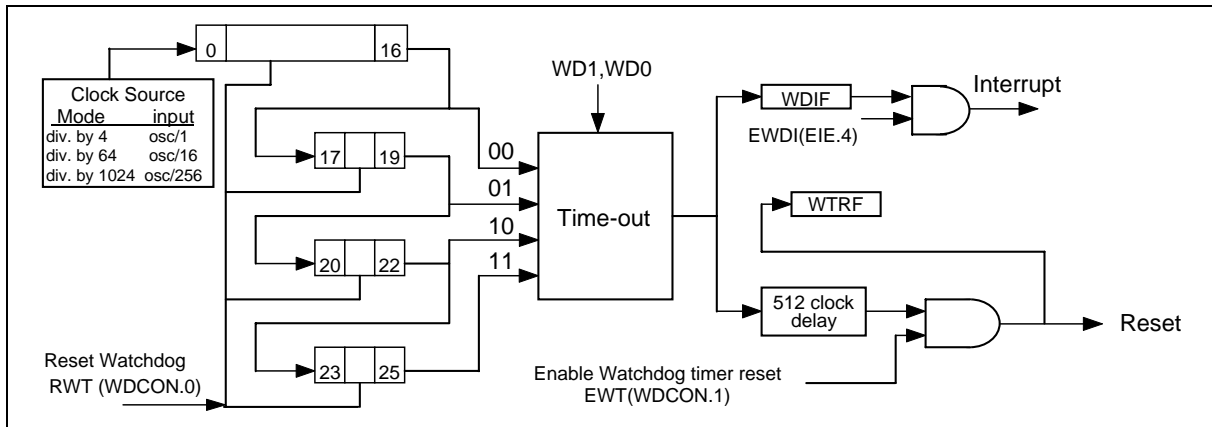 0 16
Clock Source
Mode input
div. by 4 osc/1
div. by 64 osc/16
div. by 1024 osc/256
17 19
20 22
23 25
Reset Watchdog
RWT (WDCON.0)
WD1,WD0
00
01
10
11
Time-out
WDIF
EWDI(EIE.4)
Interrupt
WTRF
512 clock
delay
Reset
Enable Watchdog timer reset
EWT(WDCON.1)